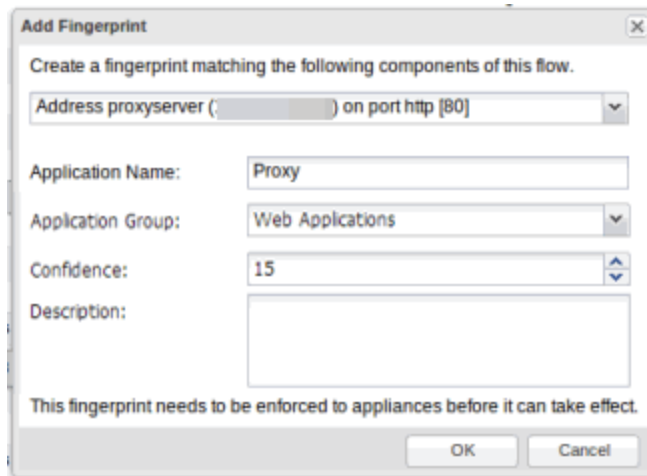 Add Fingerprint
Create a fingerprint matching the following components of this flow.
Address proxyserver ( ) on port http [80]
Application Name: Proxy
Application Group: Web Applications
Confidence: 15
Description:
This fingerprint needs to be enforced to appliances before it can take effect.
OK Cancel